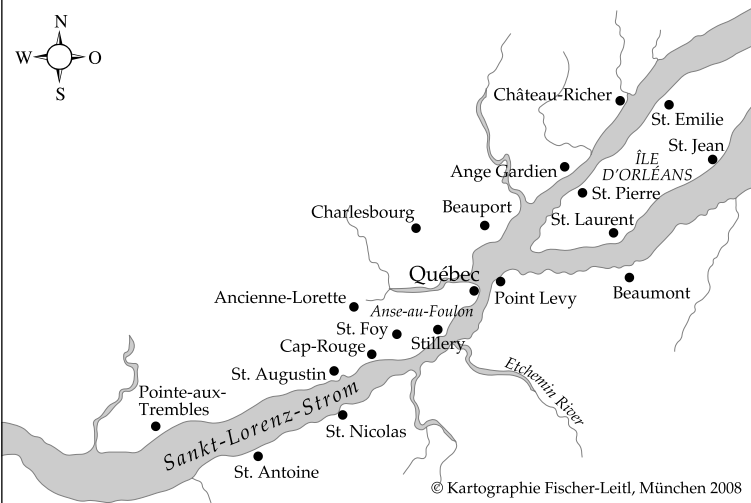 N
W
O
S
Château-Richer
St. Emilie
St. Jean
ÎLE
D'ORLÉANS
Ange Gardien
St. Pierre
Beauport
Charlesbourg
St. Laurent
Québec
Point Levy
Beaumont
Ancienne-Lorette
Anse-au-Foulon
St. Foy
Stillery
Cap-Rouge
St. Augustin
Etchemin River
Pointe-aux-
Trembles
Sankt-Lorenz-Strom
St. Nicolas
St. Antoine
© Kartographie Fischer-Leitl, München 2008